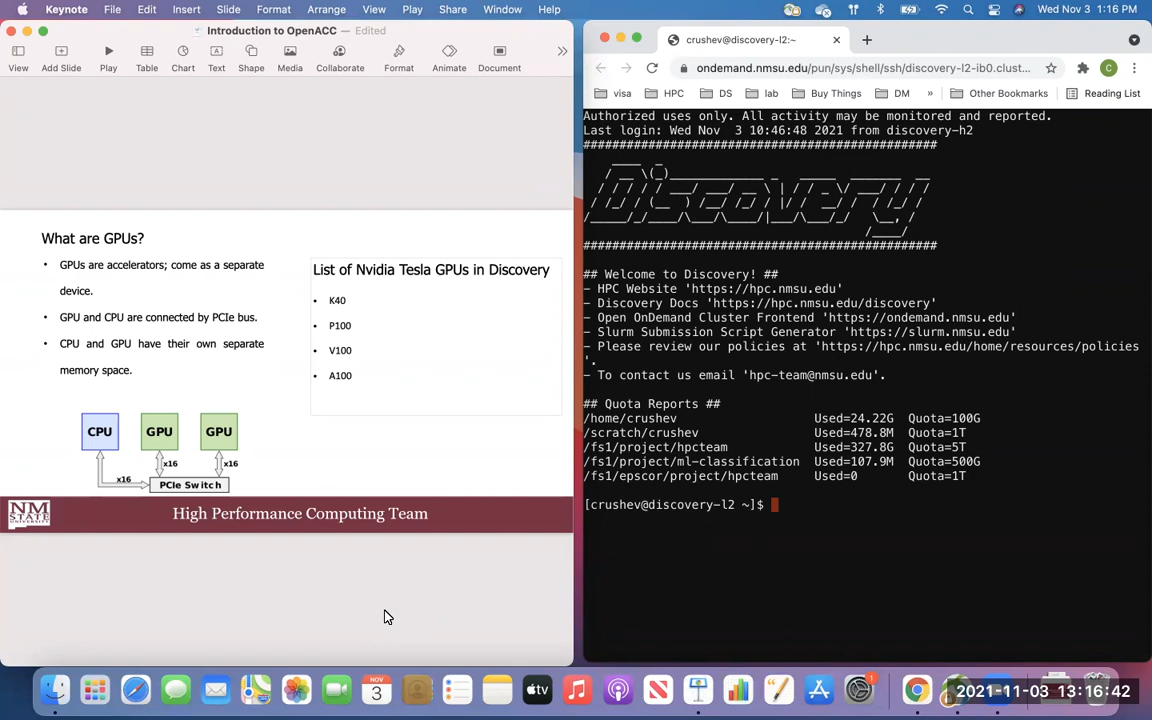 Keynote File Edit Insert Slide Format Arrange View Play Share Window Help Wed Nov 3 1:16 PM
Introduction to OpenACC — Edited
View Add Slide Play Table Chart Text Shape Media Collaborate Format Animate Document
What are GPUs?
• GPUs are accelerators; come as a separate
device.
• GPU and CPU are connected by PCIe bus.
• CPU and GPU have their own separate
memory space.
CPU GPU GPU
x16 x16
x16
PCIe Switch
List of Nvidia Tesla GPUs in Discovery
• K40
• P100
• V100
• A100
NM
STATE
High Performance Computing Team
crushev@discovery-l2:~
ondemand.nmsu.edu/pun/sys/shell/ssh/discovery-l2-ib0.clust...
C
visa HPC DS lab Buy Things DM » Other Bookmarks Reading List
Authorized uses only. All activity may be monitored and reported.
Last login: Wed Nov  3 10:46:48 2021 from discovery-h2
##################################################
Discovery
##################################################
## Welcome to Discovery! ##
- HPC Website 'https://hpc.nmsu.edu'
- Discovery Docs 'https://hpc.nmsu.edu/discovery'
- Open OnDemand Cluster Frontend 'https://ondemand.nmsu.edu'
- Slurm Submission Script Generator 'https://slurm.nmsu.edu'
- Please review our policies at 'https://hpc.nmsu.edu/home/resources/policies
'.
- To contact us email 'hpc-team@nmsu.edu'.
## Quota Reports ##
/home/crushev Used=24.22G Quota=100G
/scratch/crushev Used=478.8M Quota=1T
/fs1/project/hpcteam Used=327.8G Quota=5T
/fs1/project/ml-classification Used=107.9M Quota=500G
/fs1/epscor/project/hpcteam Used=0 Quota=1T
[crushev@discovery-l2 ~]$
NOV
3
tv
1
2021-11-03 13:16:42